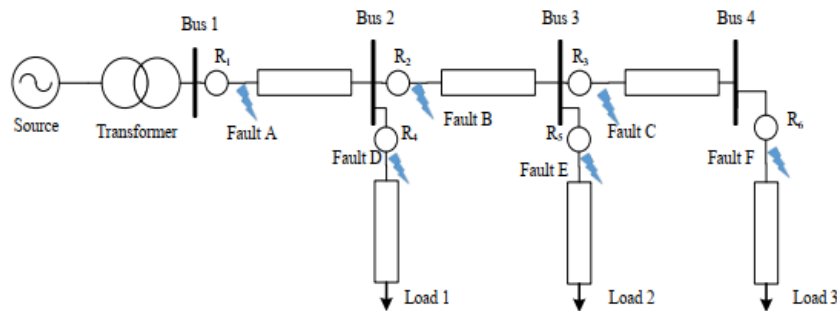 Bus 1
Bus 2
Bus 3
Bus 4
R1
R2
R3
Source
Transformer
Fault A
Fault B
Fault C
R4
R5
R6
Fault D
Fault E
Fault F
Load 1
Load 2
Load 3